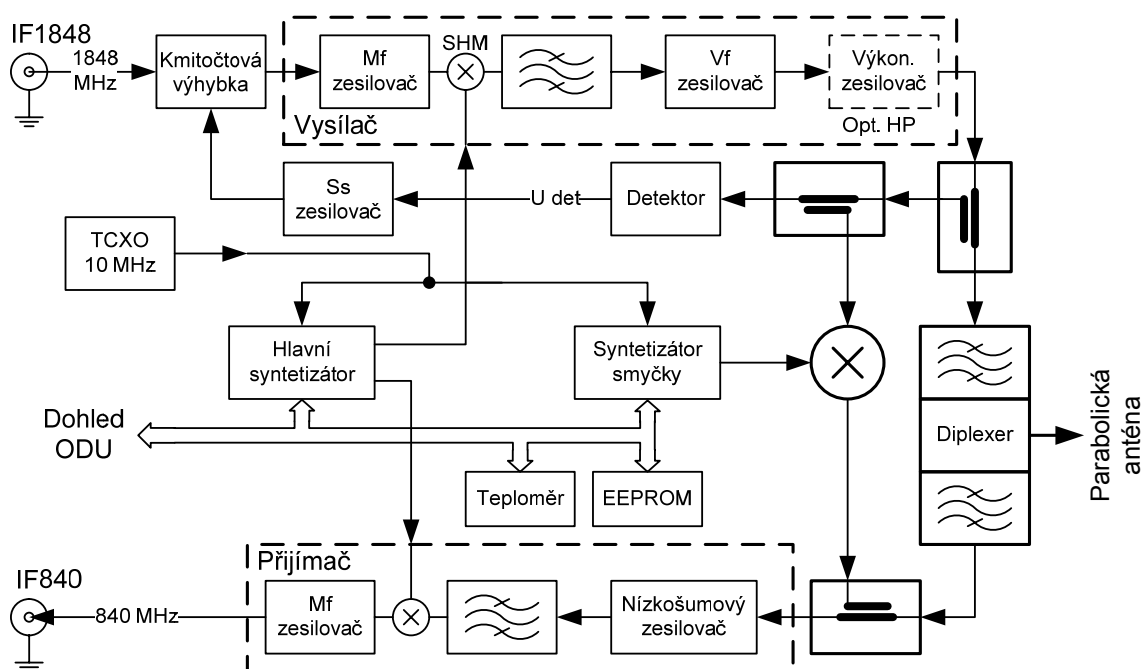 IF1848
1848
MHz
Kmitočtová
výhybka
Mf
zesilovač
SHM
Vf
zesilovač
Výkon.
zesilovač
Opt. HP
Vysílač
Ss
zesilovač
U det
Detektor
TCXO
10 MHz
Hlavní
syntetizátor
Syntetizátor
smyčky
Dohled
ODU
Teploměr
EEPROM
Diplexer
Parabolická
anténa
Přijímač
IF840
840 MHz
Mf
zesilovač
Nízkošumový
zesilovač